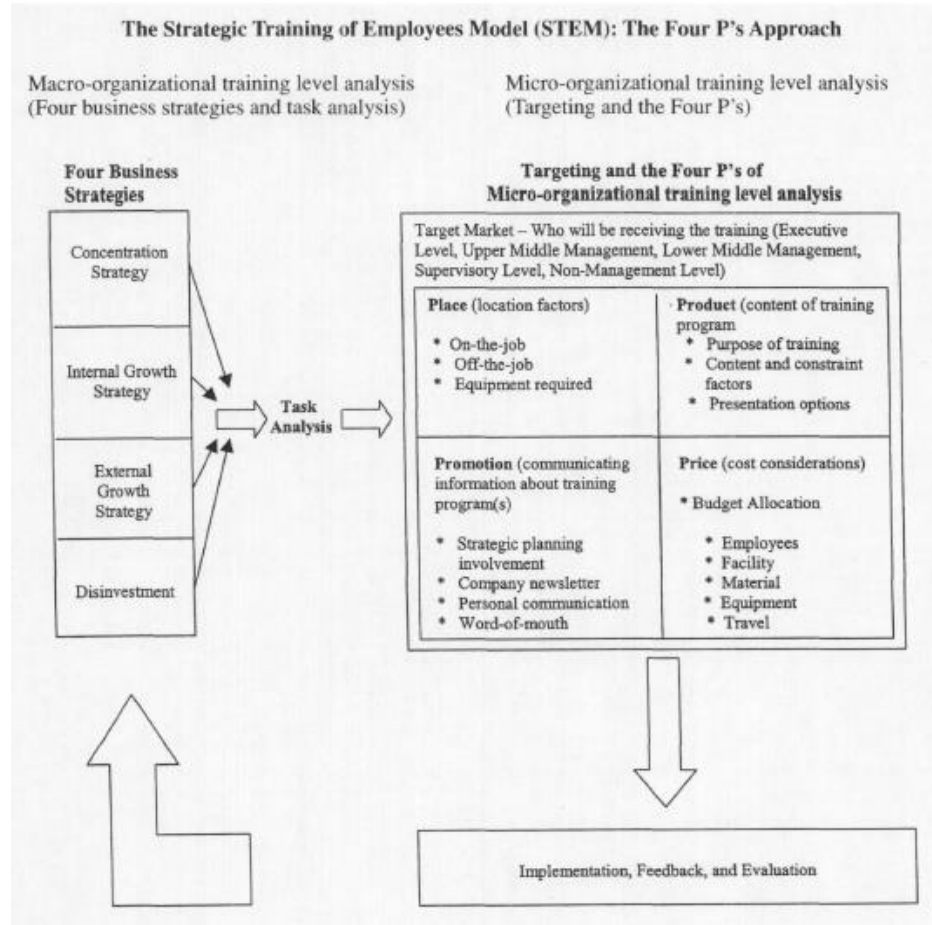 The Strategic Training of Employees Model (STEM): The Four P's Approach
Macro-organizational training level analysis
(Four business strategies and task analysis)
Micro-organizational training level analysis
(Targeting and the Four P's)
Four Business
Strategies
Concentration
Strategy
Internal Growth
Strategy
External
Growth
Strategy
Disinvestment
Task
Analysis
Targeting and the Four P's of
Micro-organizational training level analysis
Target Market – Who will be receiving the training (Executive
Level, Upper Middle Management, Lower Middle Management,
Supervisory Level, Non-Management Level)
Place (location factors)
* On-the-job
* Off-the-job
* Equipment required
Product (content of training
program
* Purpose of training
* Content and constraint
factors
* Presentation options
Promotion (communicating
information about training
program(s)
* Strategic planning
involvement
* Company newsletter
* Personal communication
* Word-of-mouth
Price (cost considerations)
* Budget Allocation
* Employees
* Facility
* Material
* Equipment
* Travel
Implementation, Feedback, and Evaluation